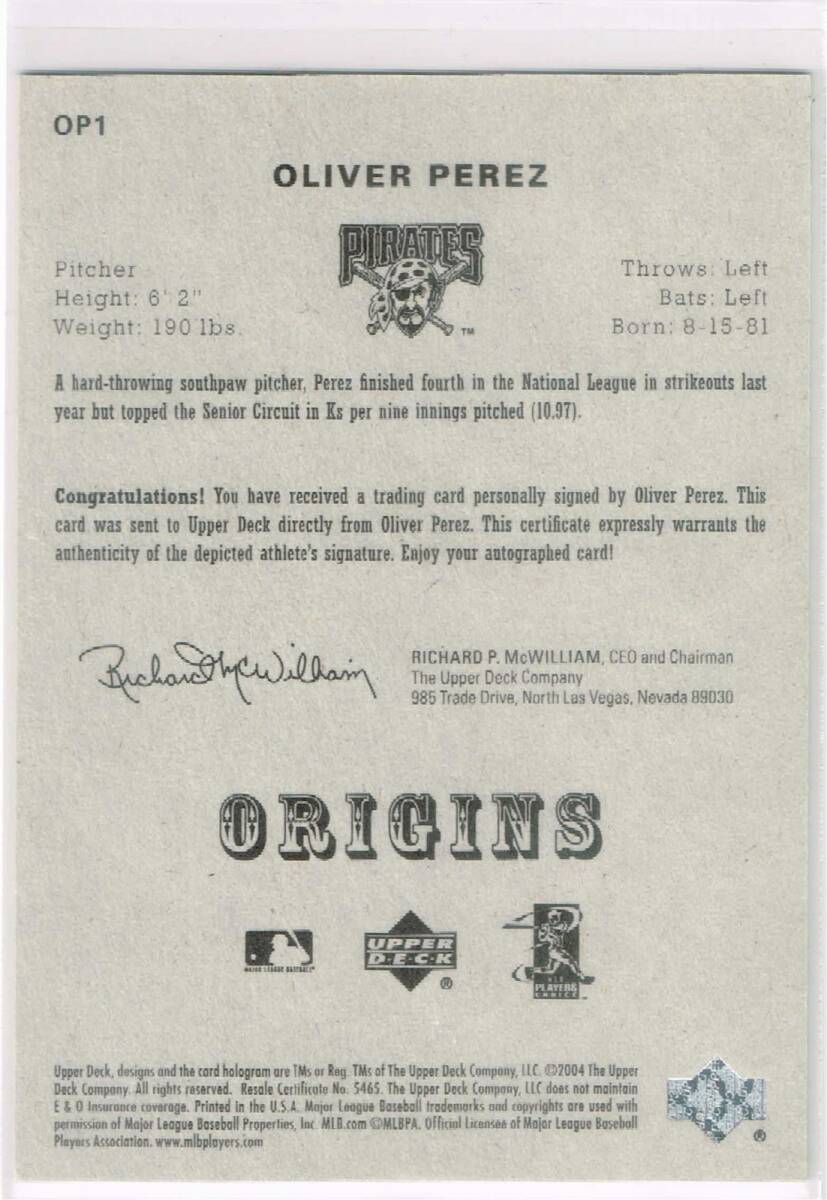 OP1
OLIVER PEREZ
PIRATES
TM
Pitcher
Height: 6' 2"
Weight: 190 lbs.
Throws: Left
Bats: Left
Born: 8-15-81
A hard-throwing southpaw pitcher, Perez finished fourth in the National League in strikeouts last
year but topped the Senior Circuit in Ks per nine innings pitched (10.97).
Congratulations! You have received a trading card personally signed by Oliver Perez. This
card was sent to Upper Deck directly from Oliver Perez. This certificate expressly warrants the
authenticity of the depicted athlete's signature. Enjoy your autographed card!
Richard McWilliam
RICHARD P. McWILLIAM, CEO and Chairman
The Upper Deck Company
985 Trade Drive, North Las Vegas, Nevada 89030
ORIGINS
MAJOR LEAGUE BASEBALL
UPPER
D·E·C·K
®
PLAYERS
CHOICE
Upper Deck, designs and the card hologram are TMs or Reg. TMs of The Upper Deck Company, LLC. ©2004 The Upper
Deck Company. All rights reserved. Resale Certificate No. 5465. The Upper Deck Company, LLC does not maintain
E & O Insurance coverage. Printed in the U.S.A. Major League Baseball trademarks and copyrights are used with
permission of Major League Baseball Properties, Inc. MLB.com ©MLBPA. Official Licensee of Major League Baseball
Players Association. www.mlbplayers.com
®